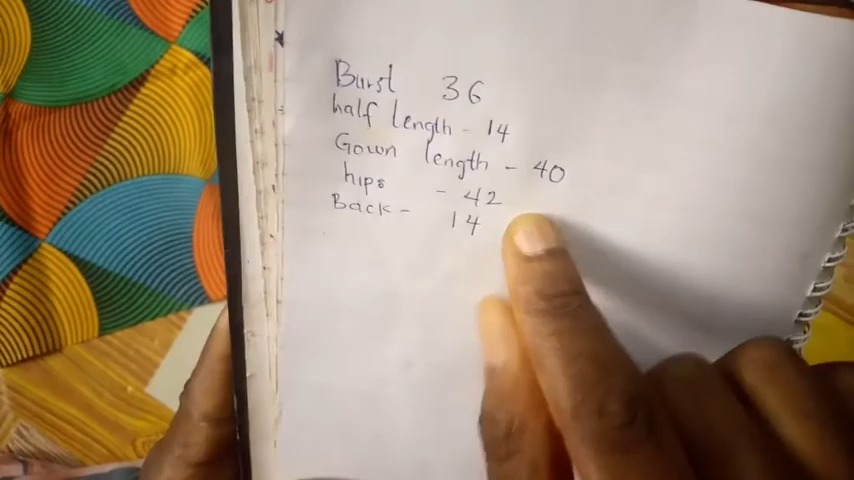 Burst 36
half length - 14
Gown length - 40
hips - 42
Back - 14